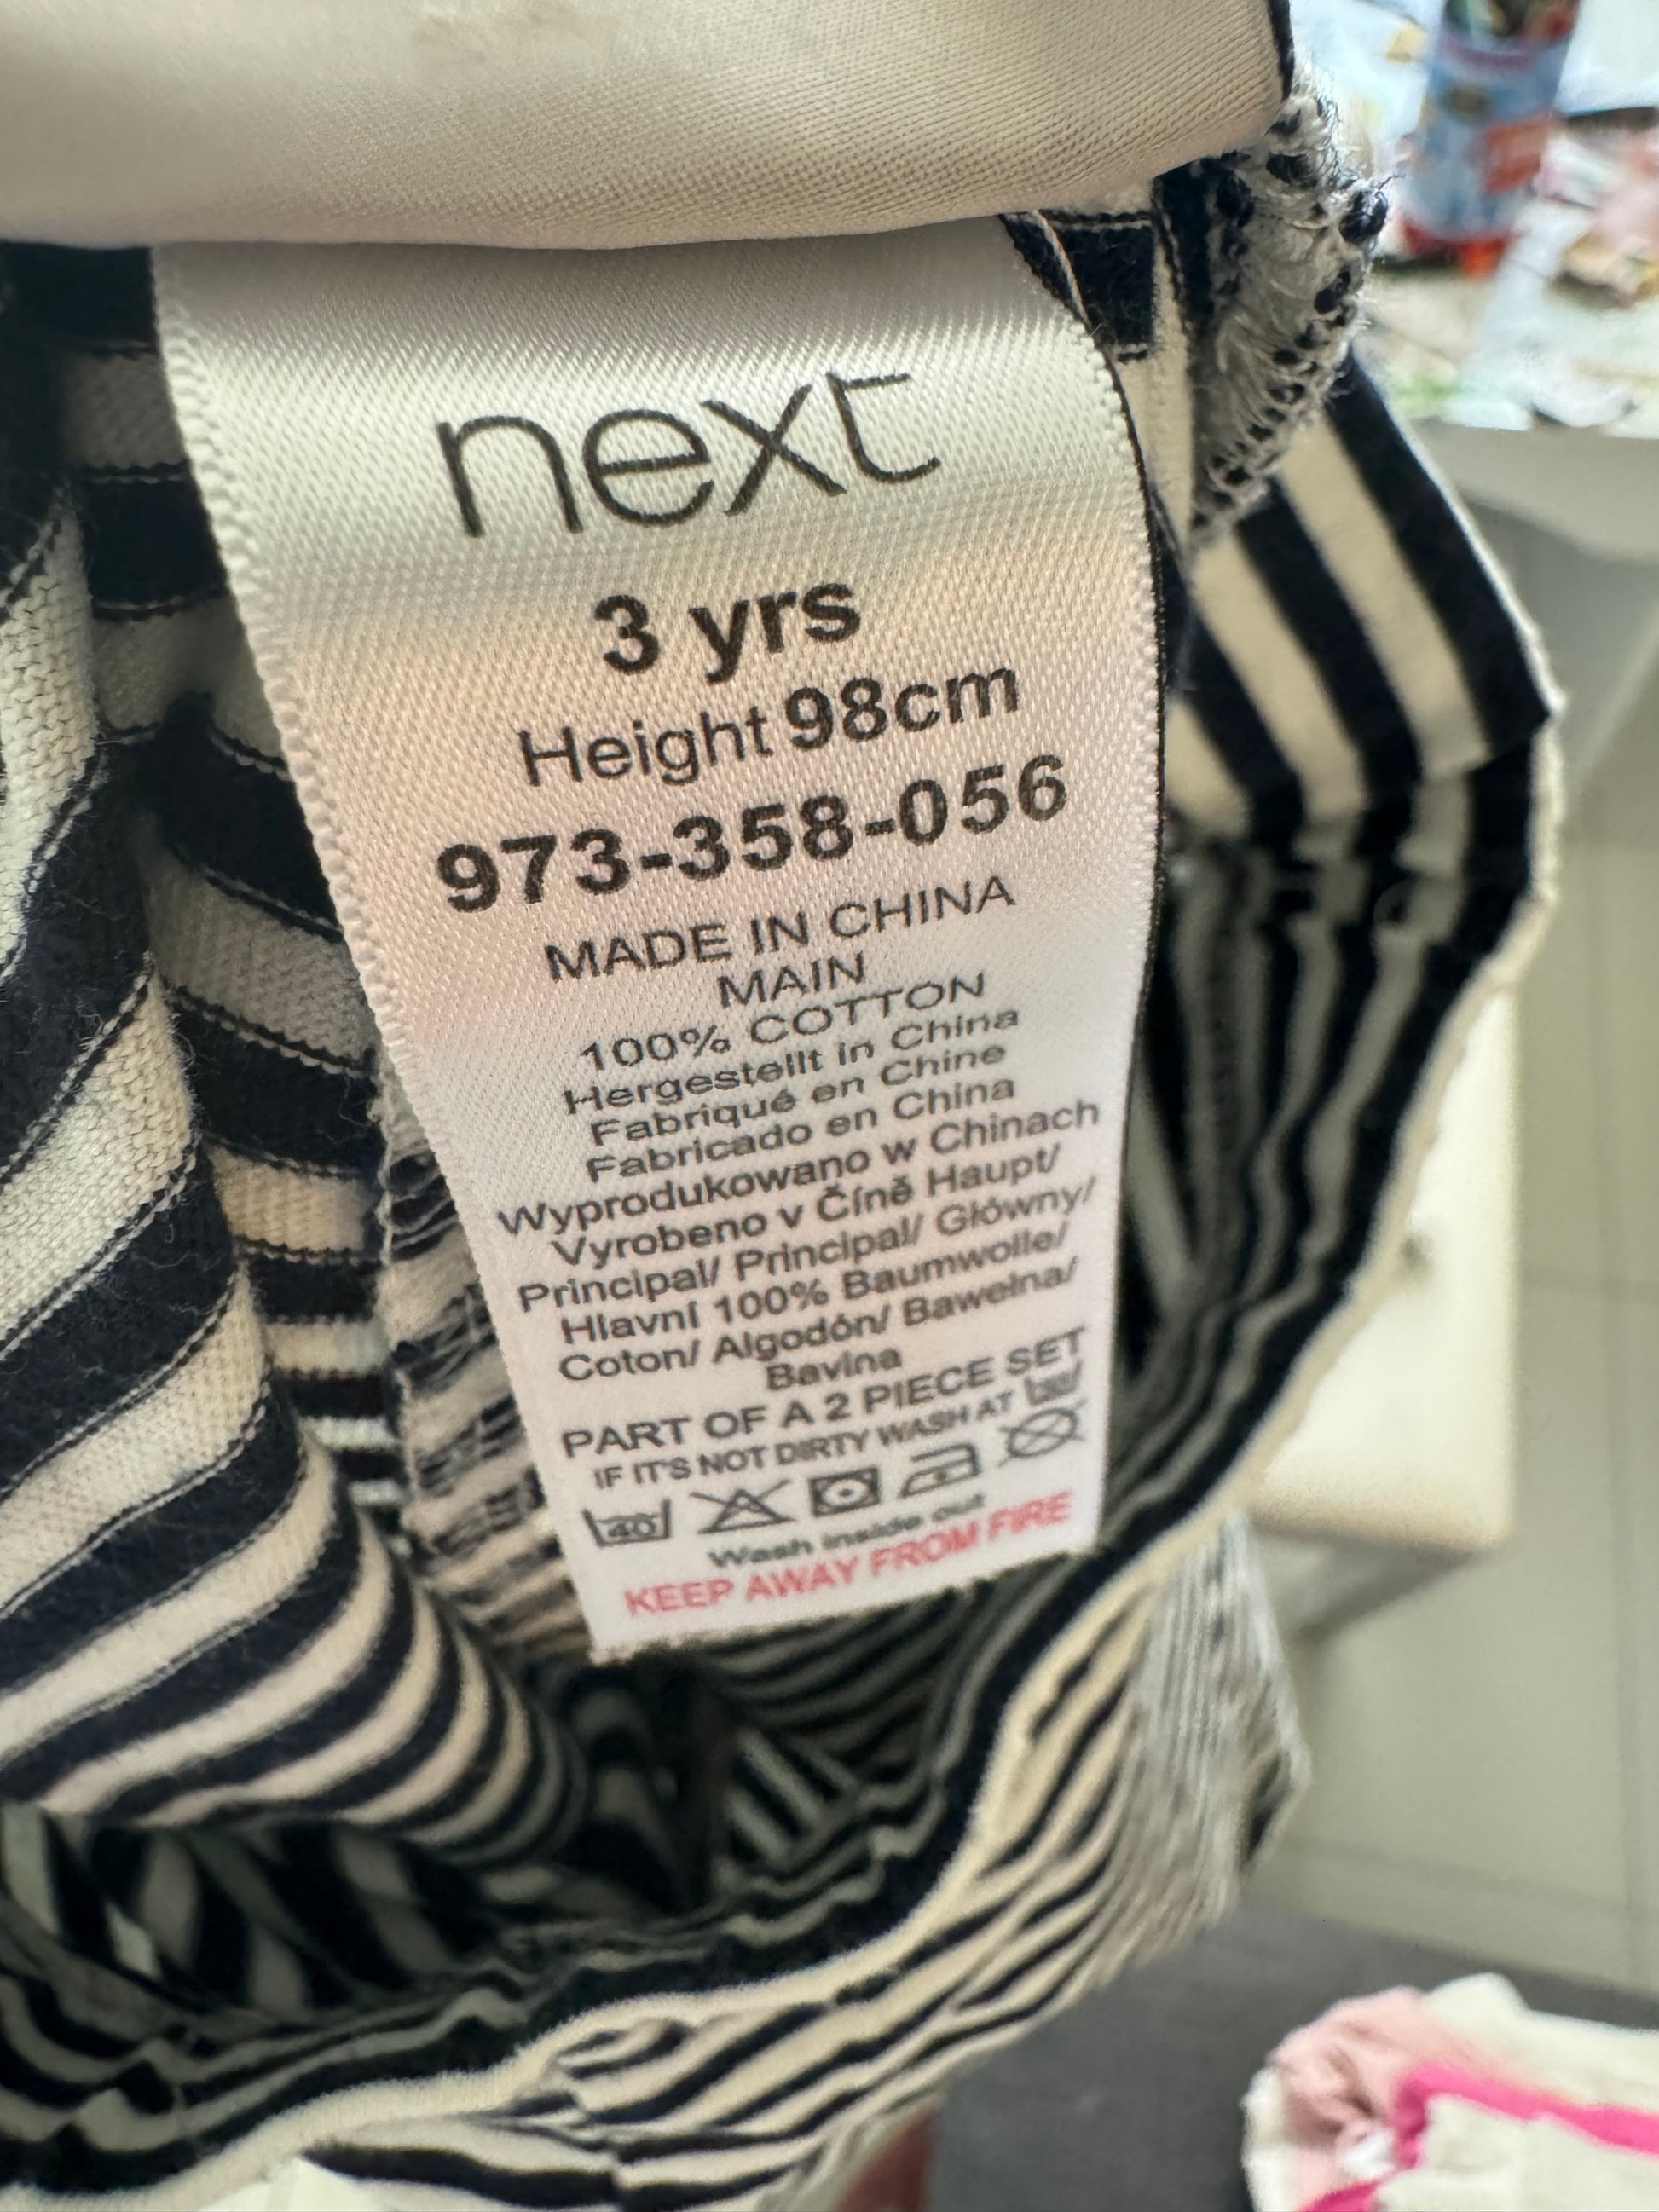 next
3 yrs
Height 98cm
973-358-056
MADE IN CHINA
MAIN
100% COTTON
Hergestellt in China
Fabriqué en Chine
Fabricado en China
Wyprodukowano w Chinach
Vyrobeno v Číně Haupt/
Principal/ Principal/ Główny/
Hlavní 100% Baumwolle/
Coton/ Algodón/ Bawełna/
Bavlna
PART OF A 2 PIECE SET
IF IT'S NOT DIRTY WASH AT
40
Wash inside out
KEEP AWAY FROM FIRE